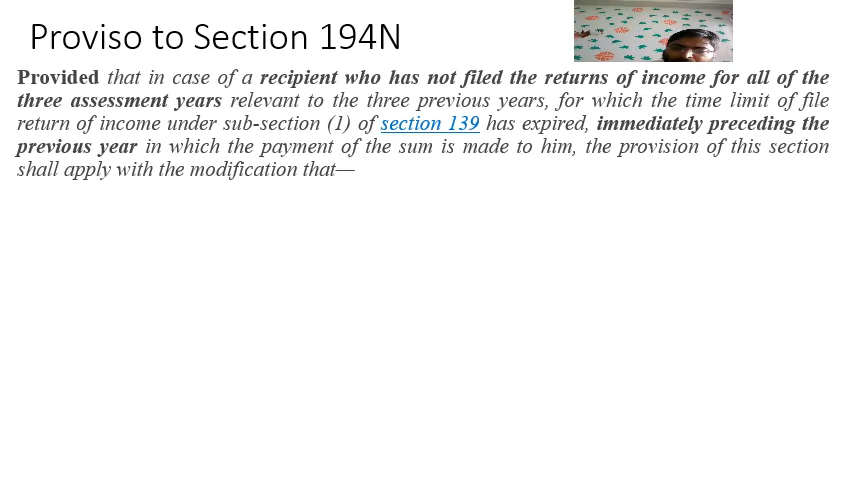 Proviso to Section 194N
Provided that in case of a recipient who has not filed the returns of income for all of the
three assessment years relevant to the three previous years, for which the time limit of file
return of income under sub-section (1) of section 139 has expired, immediately preceding the
previous year in which the payment of the sum is made to him, the provision of this section
shall apply with the modification that—